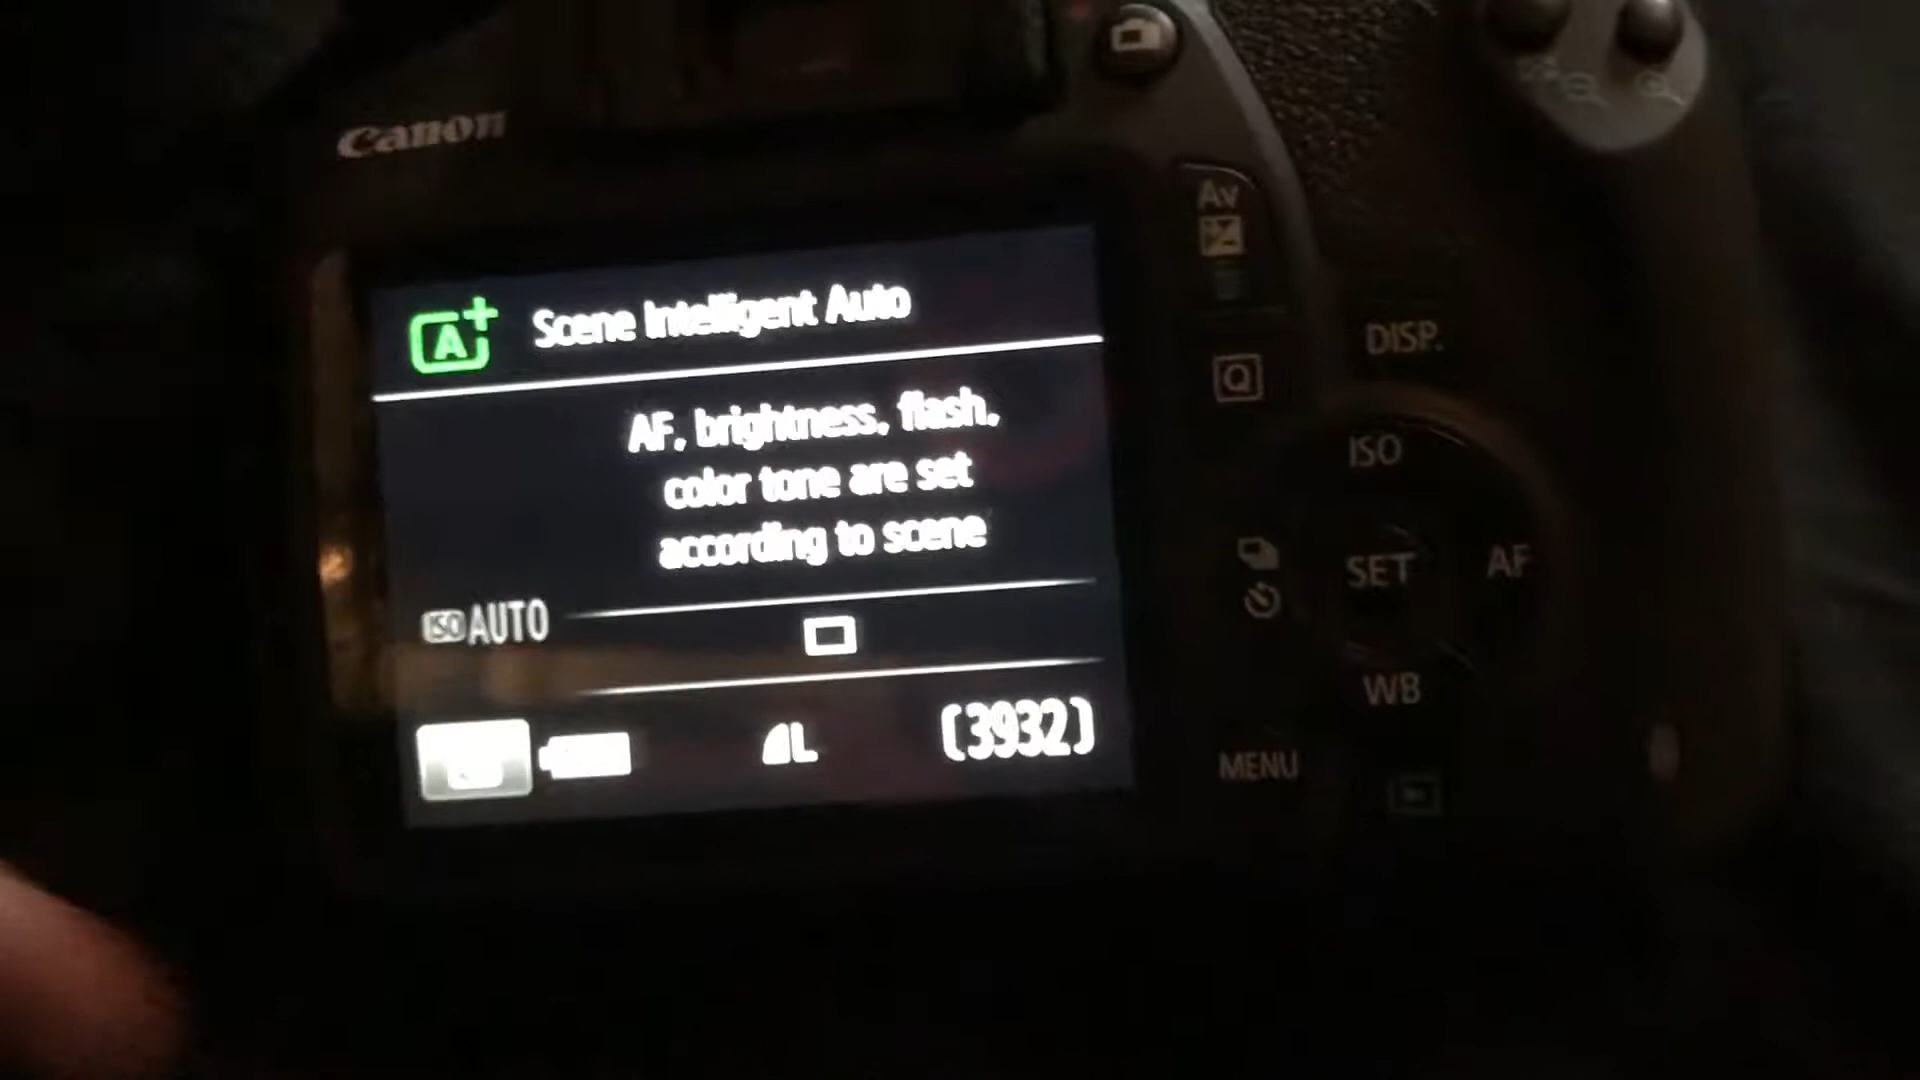 Canon
Av
Scene Intelligent Auto
DISP.
Q
AF, brightness, flash,
color tone are set
according to scene
ISO
SET
AF
ISO AUTO
WB
L
[3932]
MENU